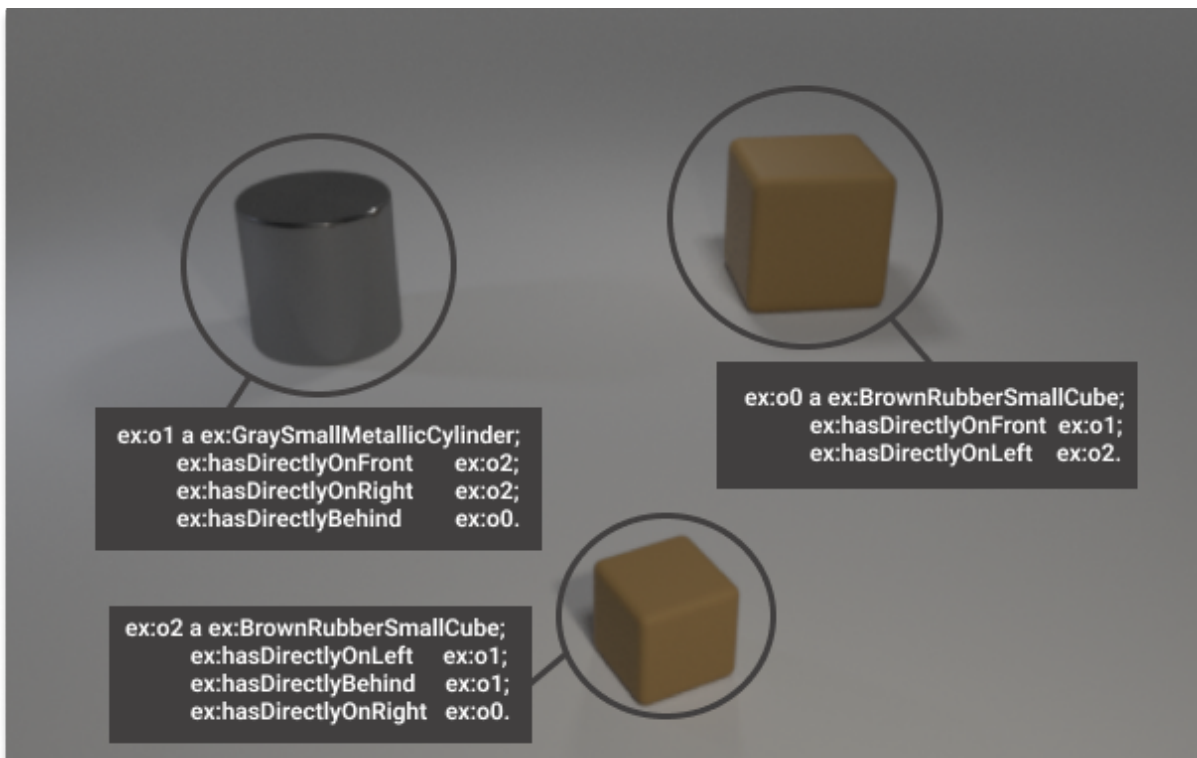 ex:o0 a ex:BrownRubberSmallCube;
ex:hasDirectlyOnFront ex:o1;
ex:hasDirectlyOnLeft ex:o2.
ex:o1 a ex:GraySmallMetallicCylinder;
ex:hasDirectlyOnFront ex:o2;
ex:hasDirectlyOnRight ex:o2;
ex:hasDirectlyBehind ex:o0.
ex:o2 a ex:BrownRubberSmallCube;
ex:hasDirectlyOnLeft ex:o1;
ex:hasDirectlyBehind ex:o1;
ex:hasDirectlyOnRight ex:o0.